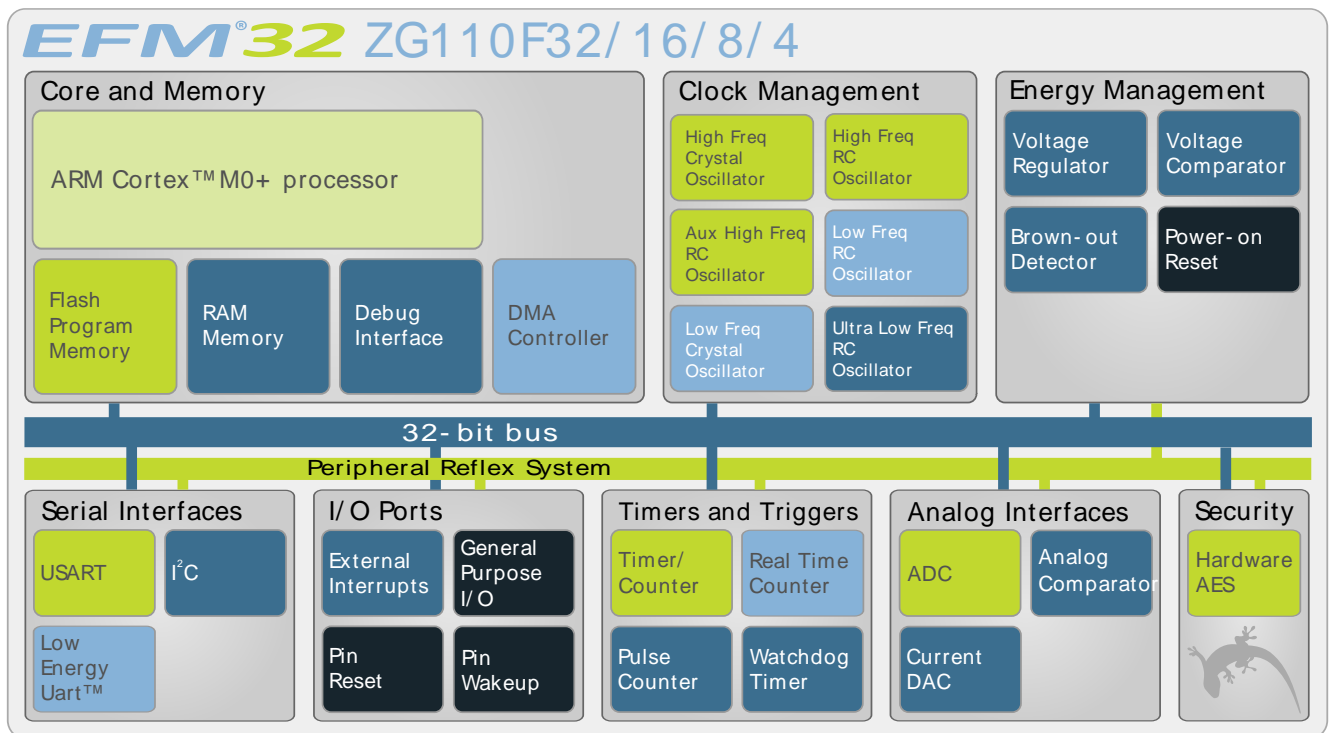 EFM®32 ZG110F32/16/8/4
Core and Memory
ARM Cortex™ M0+ processor
Flash
Program
Memory
RAM
Memory
Debug
Interface
DMA
Controller
Clock Management
High Freq
Crystal
Oscillator
High Freq
RC
Oscillator
Aux High Freq
RC
Oscillator
Low Freq
RC
Oscillator
Low Freq
Crystal
Oscillator
Ultra Low Freq
RC
Oscillator
Energy Management
Voltage
Regulator
Voltage
Comparator
Brown-out
Detector
Power-on
Reset
32-bit bus
Peripheral Reflex System
Serial Interfaces
USART
I²C
Low
Energy
Uart™
I/O Ports
External
Interrupts
General
Purpose
I/O
Pin
Reset
Pin
Wakeup
Timers and Triggers
Timer/
Counter
Real Time
Counter
Pulse
Counter
Watchdog
Timer
Analog Interfaces
ADC
Analog
Comparator
Current
DAC
Security
Hardware
AES